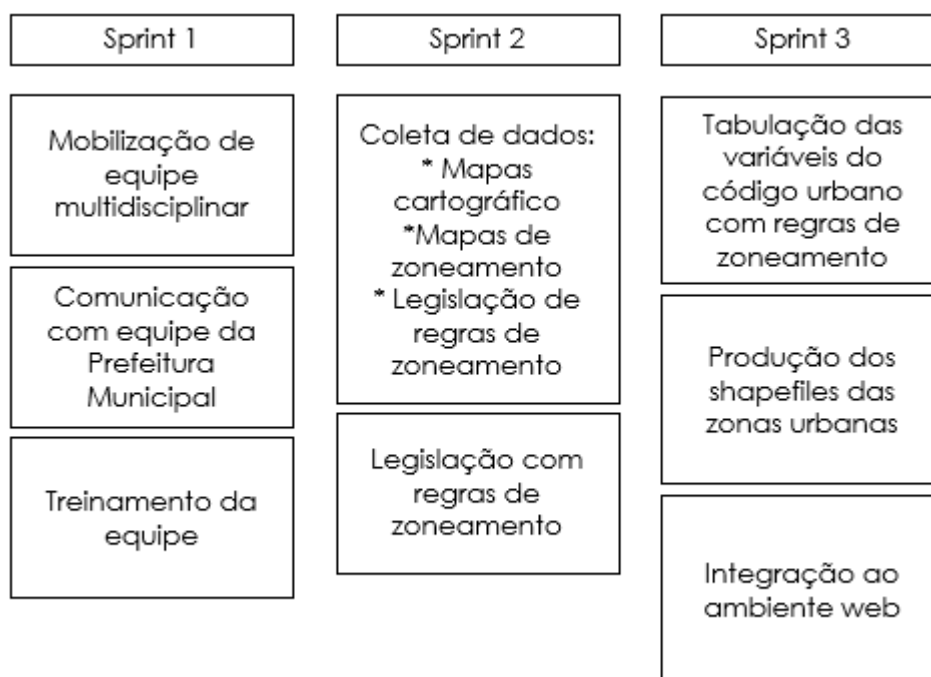 Sprint 1
Mobilização de
equipe
multidisciplinar
Comunicação
com equipe da
Prefeitura
Municipal
Treinamento da
equipe
Sprint 2
Coleta de dados:
* Mapas
cartográfico
*Mapas de
zoneamento
* Legislação de
regras de
zoneamento
Legislação com
regras de
zoneamento
Sprint 3
Tabulação das
variáveis do
código urbano
com regras de
zoneamento
Produção dos
shapefiles das
zonas urbanas
Integração ao
ambiente web